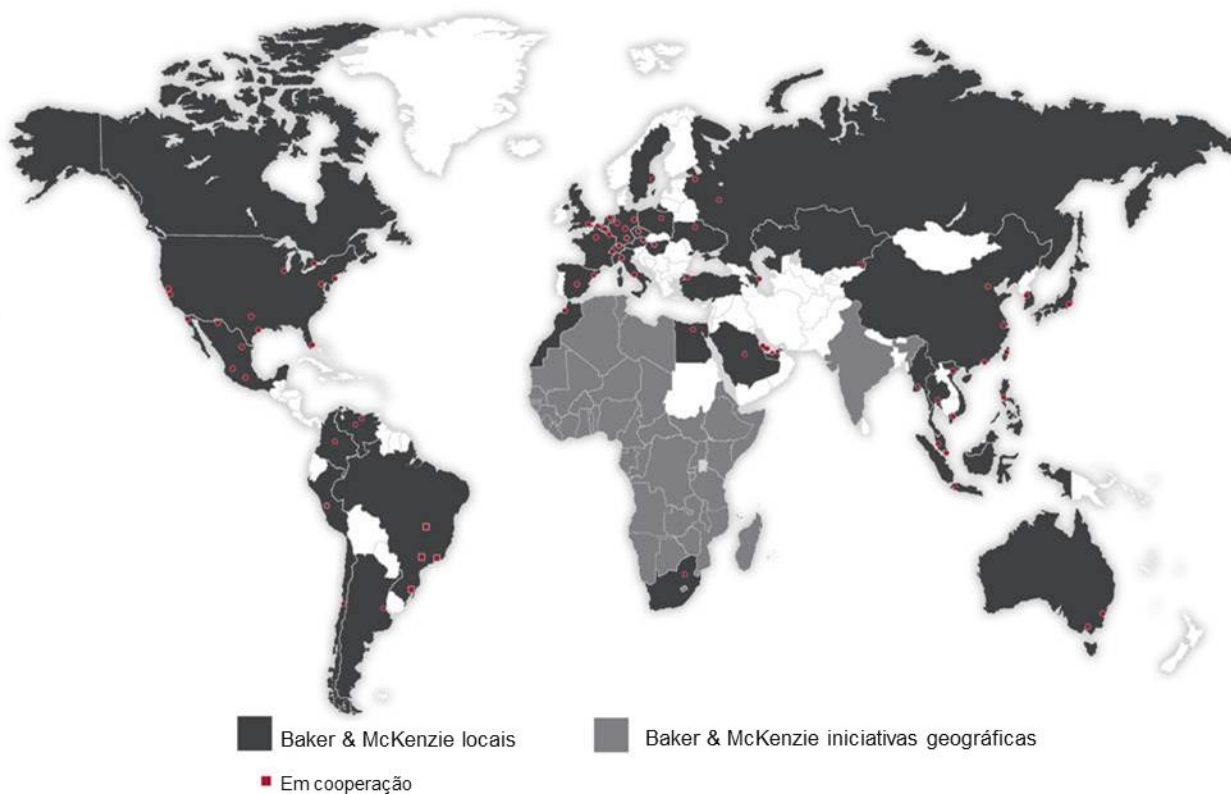 Baker & McKenzie locais
Baker & McKenzie iniciativas geográficas
Em cooperação